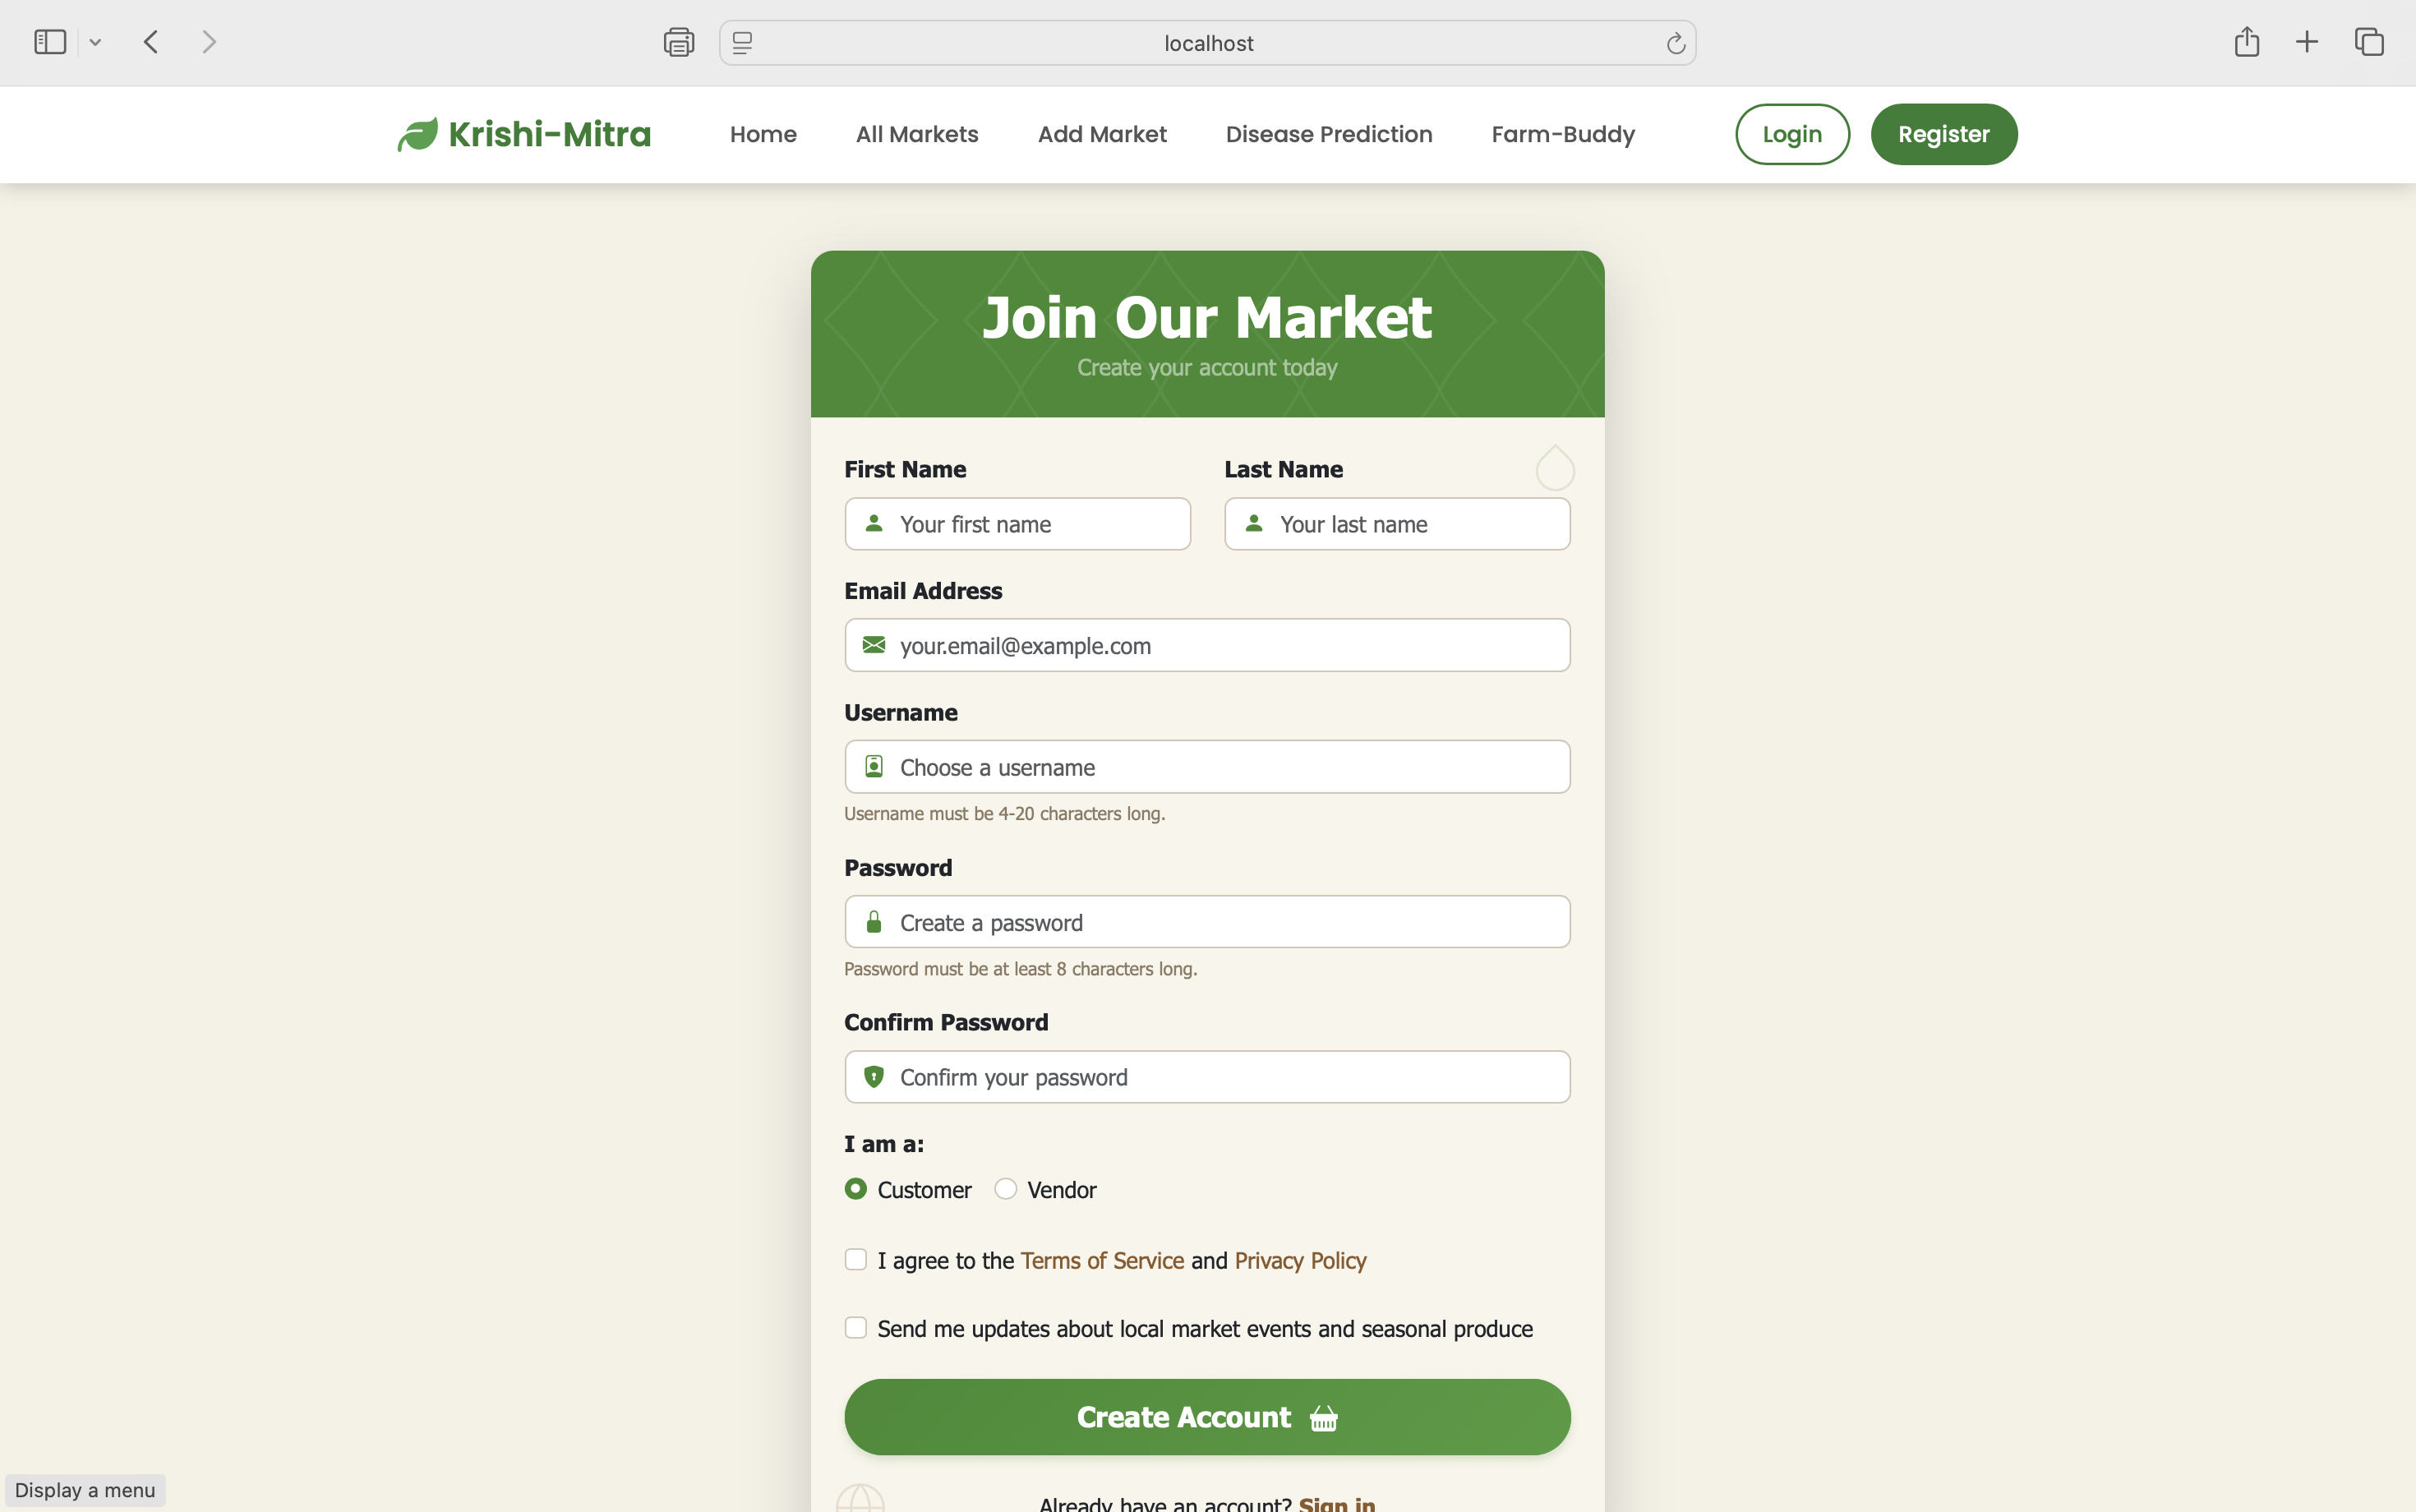 localhost
Krishi-Mitra Home All Markets Add Market Disease Prediction Farm-Buddy Login Register
Join Our Market
Create your account today
First Name Last Name
Your first name Your last name
Email Address
your.email@example.com
Username
Choose a username
Username must be 4-20 characters long.
Password
Create a password
Password must be at least 8 characters long.
Confirm Password
Confirm your password
I am a:
Customer Vendor
I agree to the Terms of Service and Privacy Policy
Send me updates about local market events and seasonal produce
Create Account
Already have an account? Sign in
Display a menu